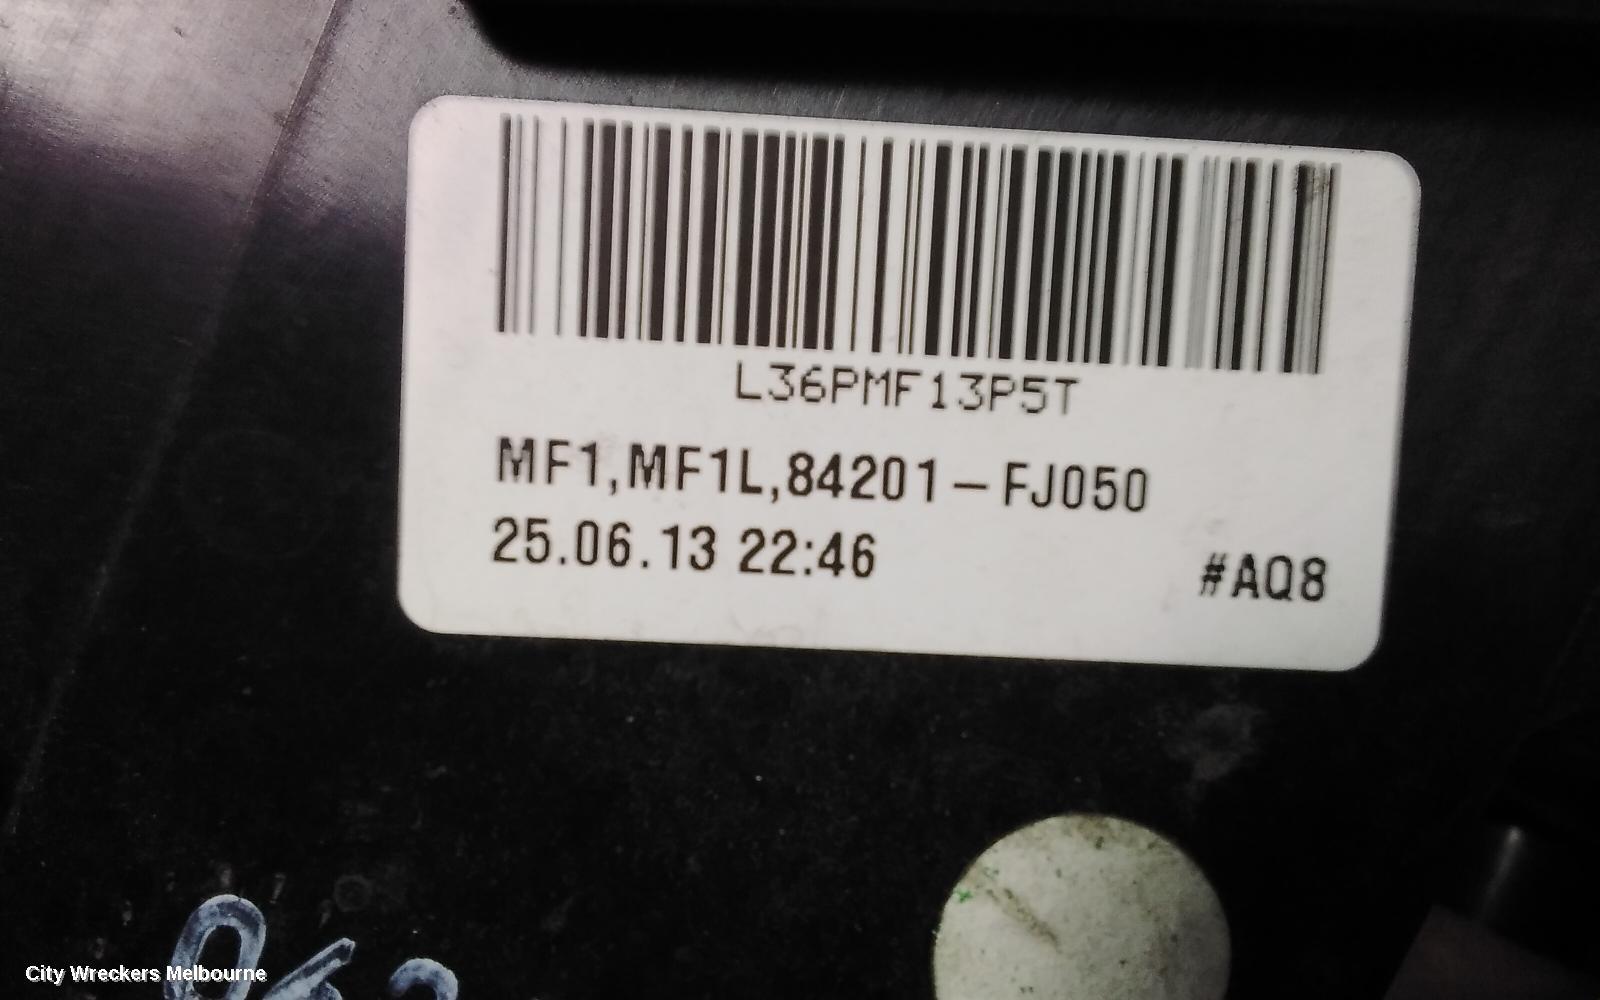 L36PMF13P5T
MF1,MF1L,84201-FJ050
25.06.13 22:46 #AQ8
City Wreckers Melbourne